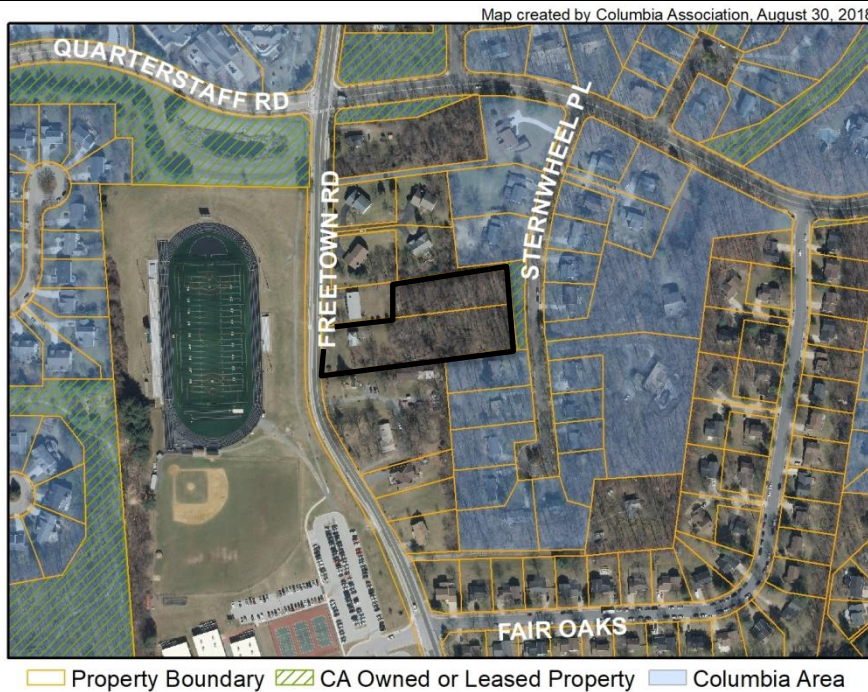 Map created by Columbia Association, August 30, 2018
QUARTERSTAFF RD
FREETOWN RD
STERNWHEEL PL
FAIR OAKS
Property Boundary CA Owned or Leased Property Columbia Area